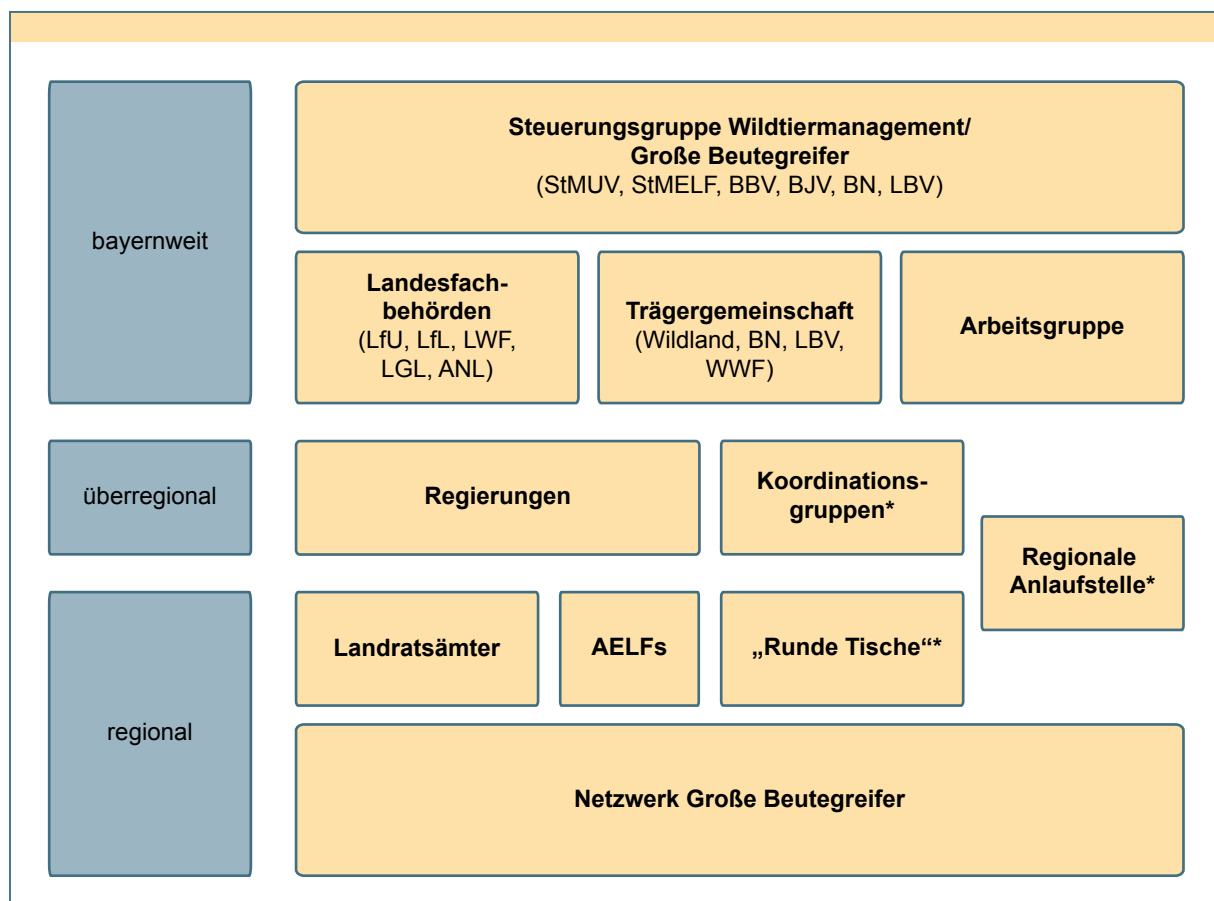 bayernweit
Steuerungsgruppe Wildtiermanagement/
Große Beutegreifer
(StMUV, StMELF, BBV, BJV, BN, LBV)
Landesfach-
behörden
(LfU, LfL, LWF,
LGL, ANL)
Trägergemeinschaft
(Wildland, BN, LBV,
WWF)
Arbeitsgruppe
überregional
Regierungen
Koordinations-
gruppen*
Regionale
Anlaufstelle*
regional
Landratsämter
AELFs
„Runde Tische“*
Netzwerk Große Beutegreifer